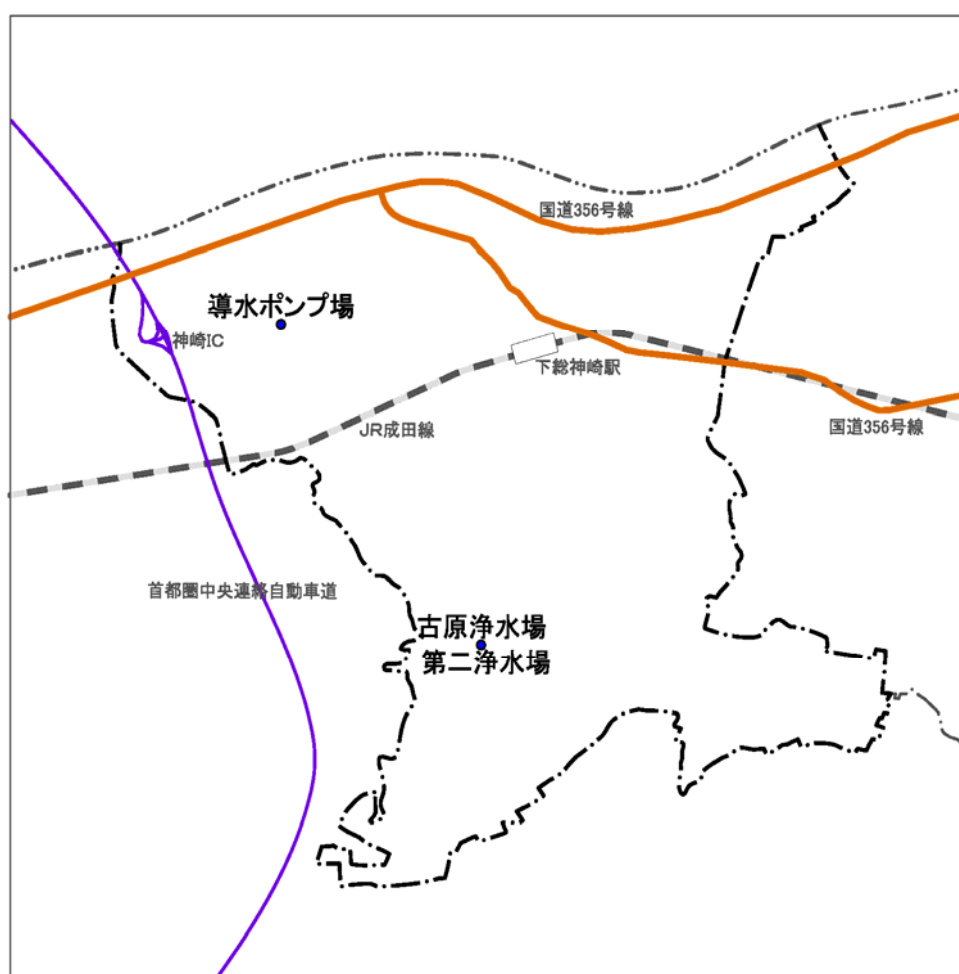 国道356号線
導水ポンプ場
神崎IC
下総神崎駅
JR成田線
国道356号線
首都圏中央連絡自動車道
古原浄水場
第二浄水場